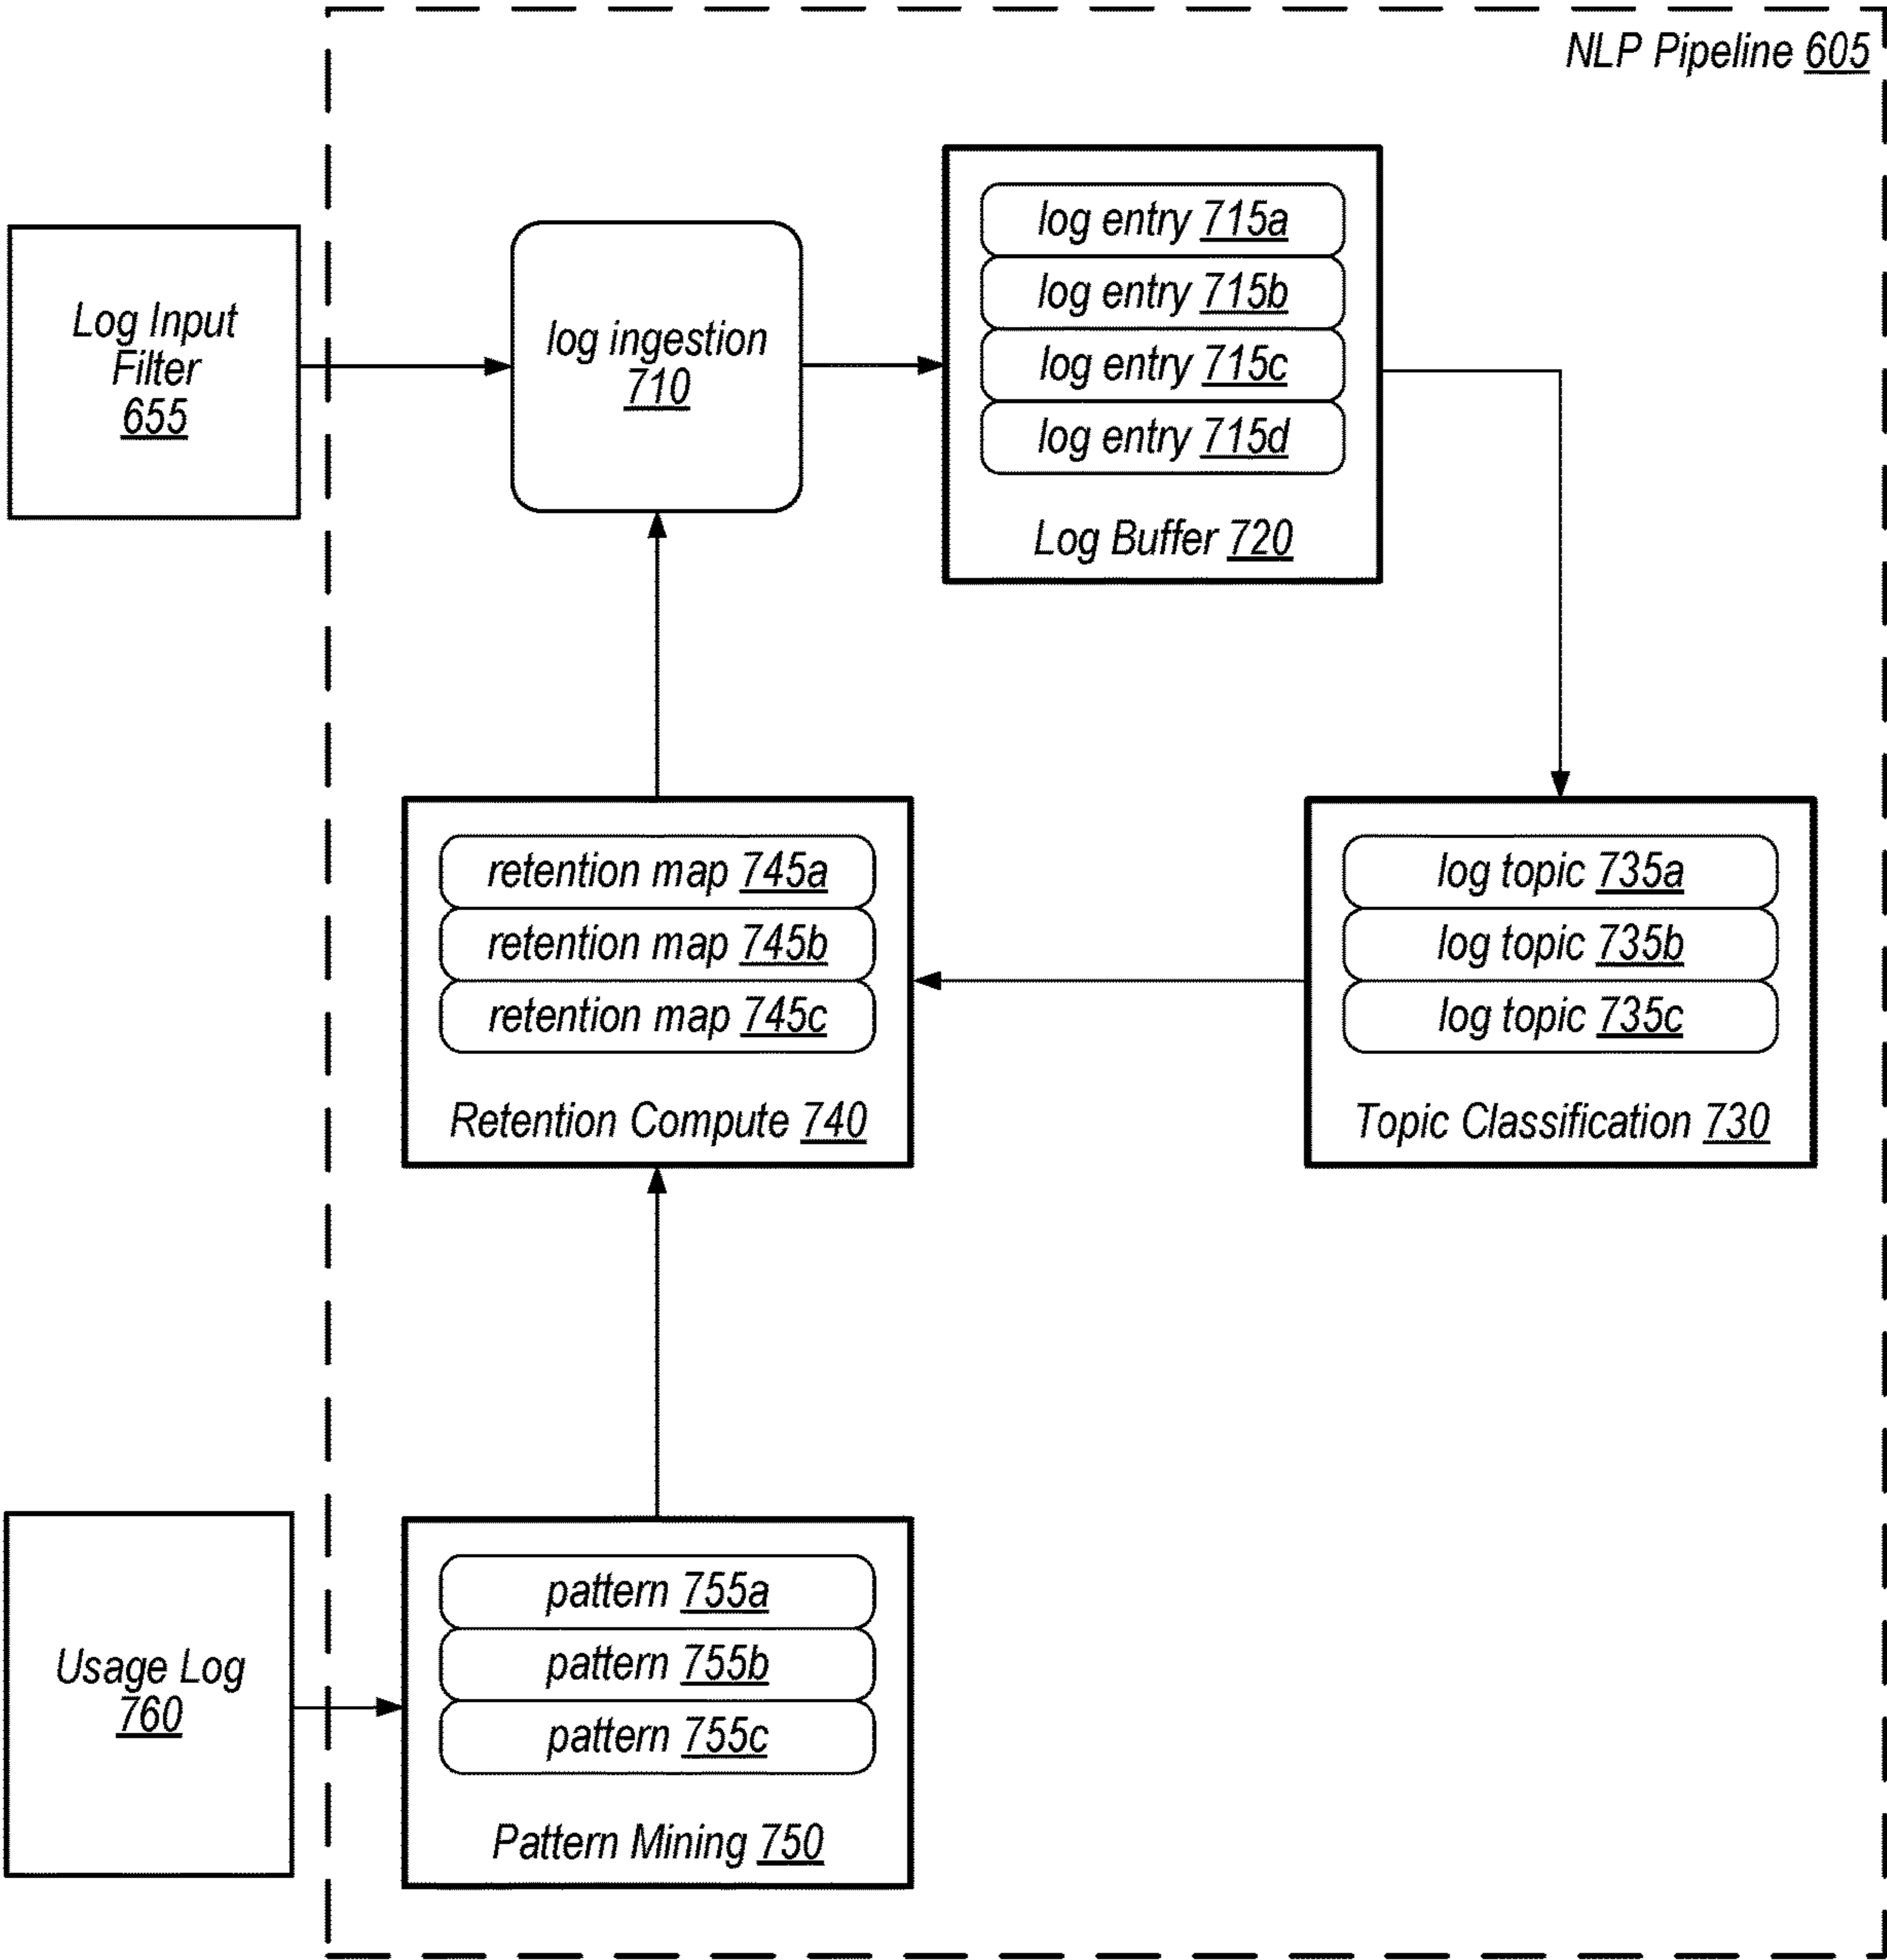 NLP Pipeline 605
Log Input
Filter
655
log ingestion
710
log entry 715a
log entry 715b
log entry 715c
log entry 715d
Log Buffer 720
retention map 745a
retention map 745b
retention map 745c
Retention Compute 740
log topic 735a
log topic 735b
log topic 735c
Topic Classification 730
Usage Log
760
pattern 755a
pattern 755b
pattern 755c
Pattern Mining 750